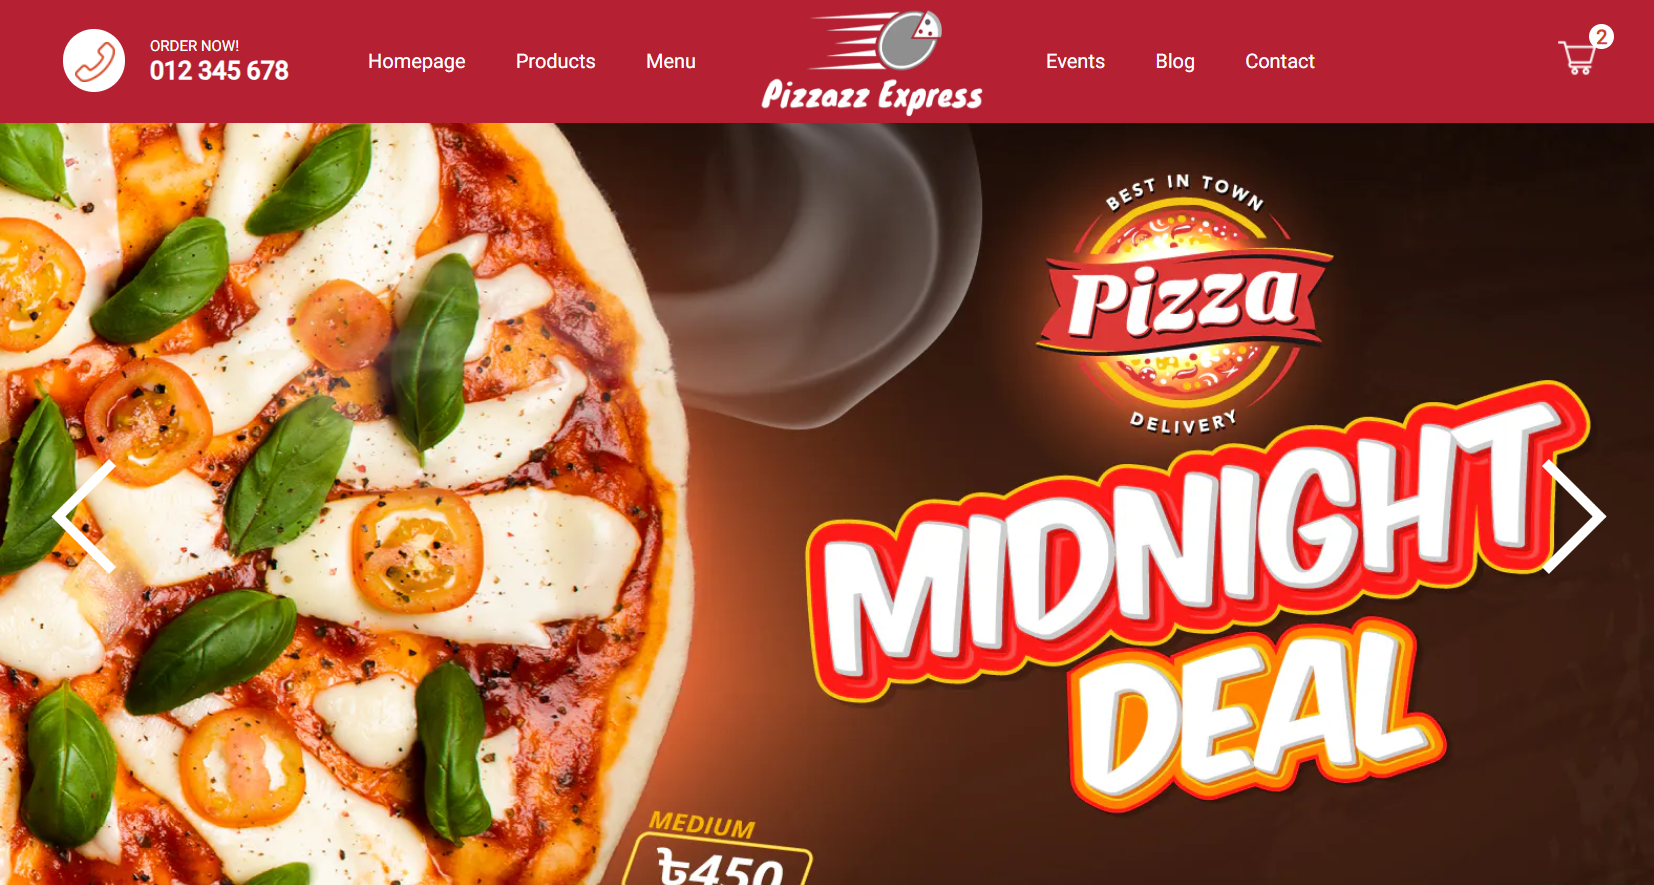 ORDER NOW!
012 345 678
Homepage
Products
Menu
Pizzazz Express
Events
Blog
Contact
2
BEST IN TOWN
Pizza
DELIVERY
MIDNIGHT
DEAL
MEDIUM
৳450